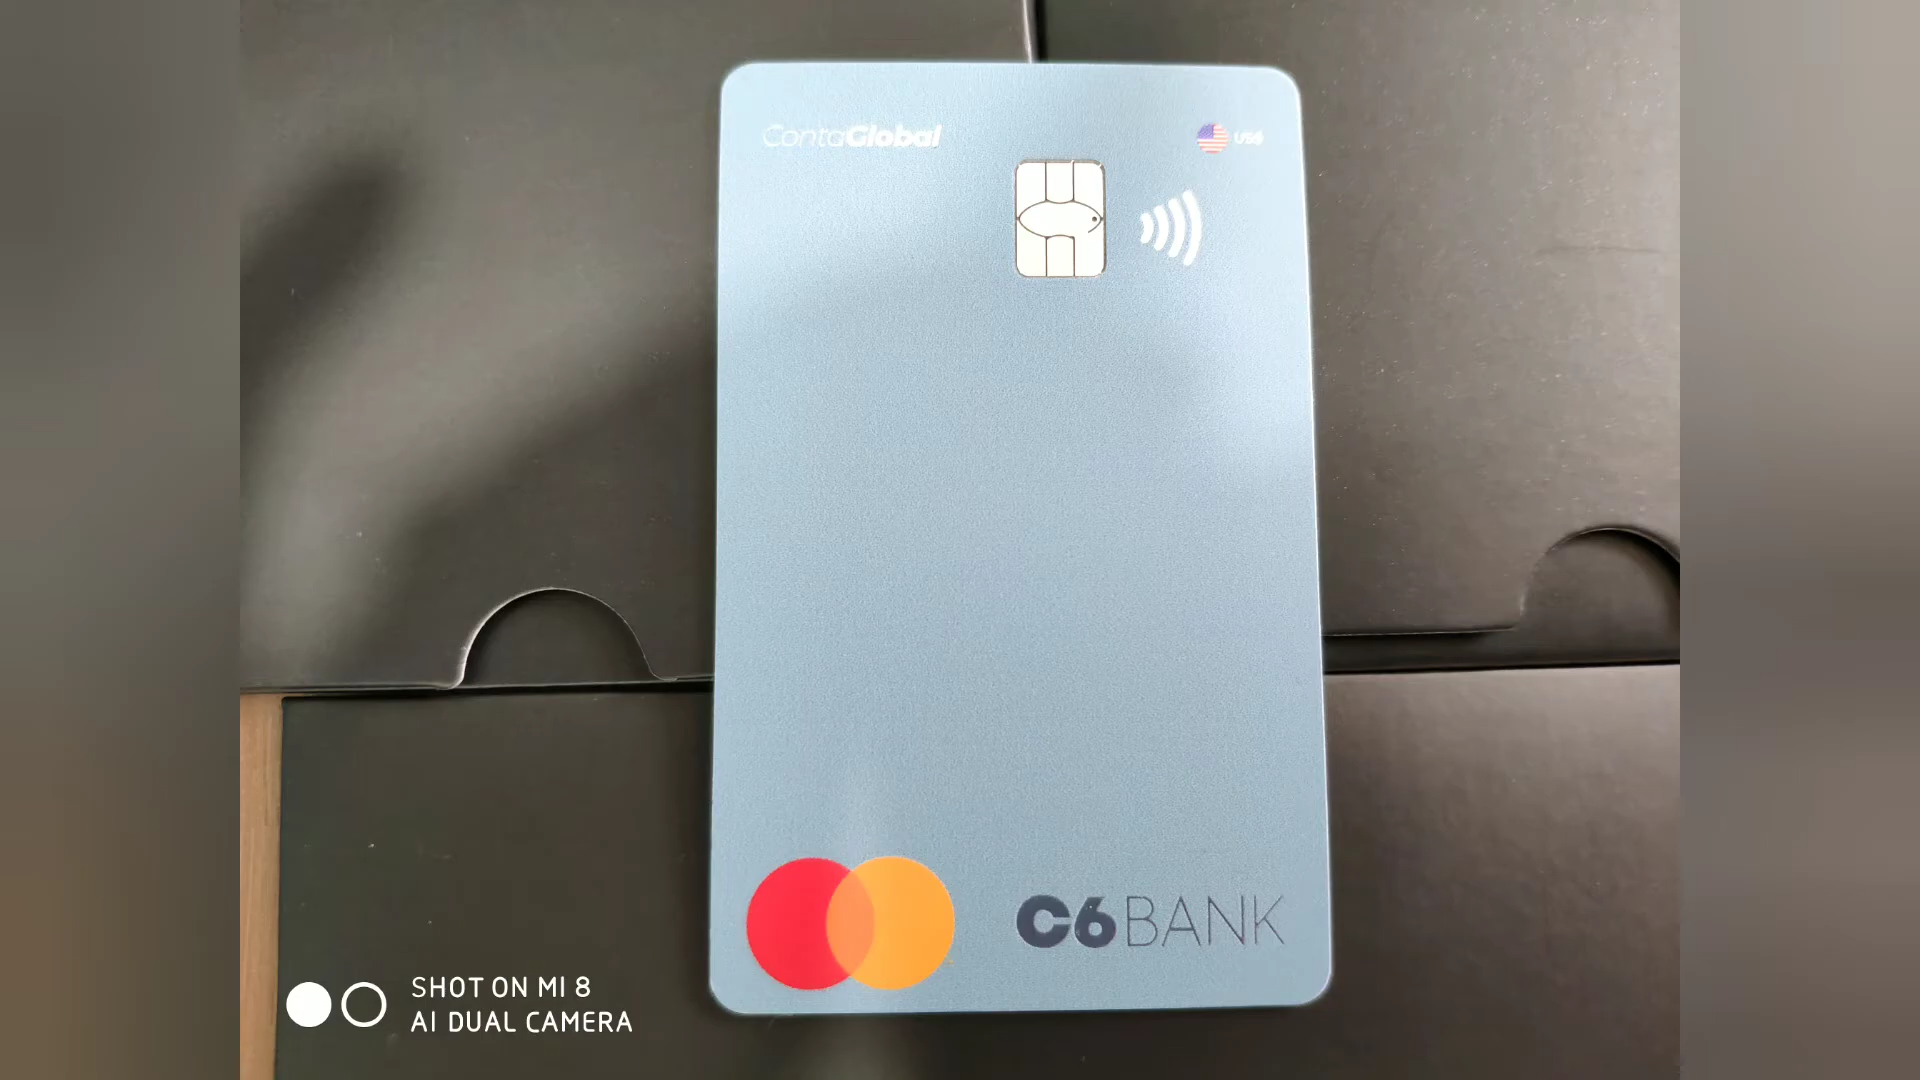 ContaGlobal
US$
C6BANK
SHOT ON MI 8
AI DUAL CAMERA